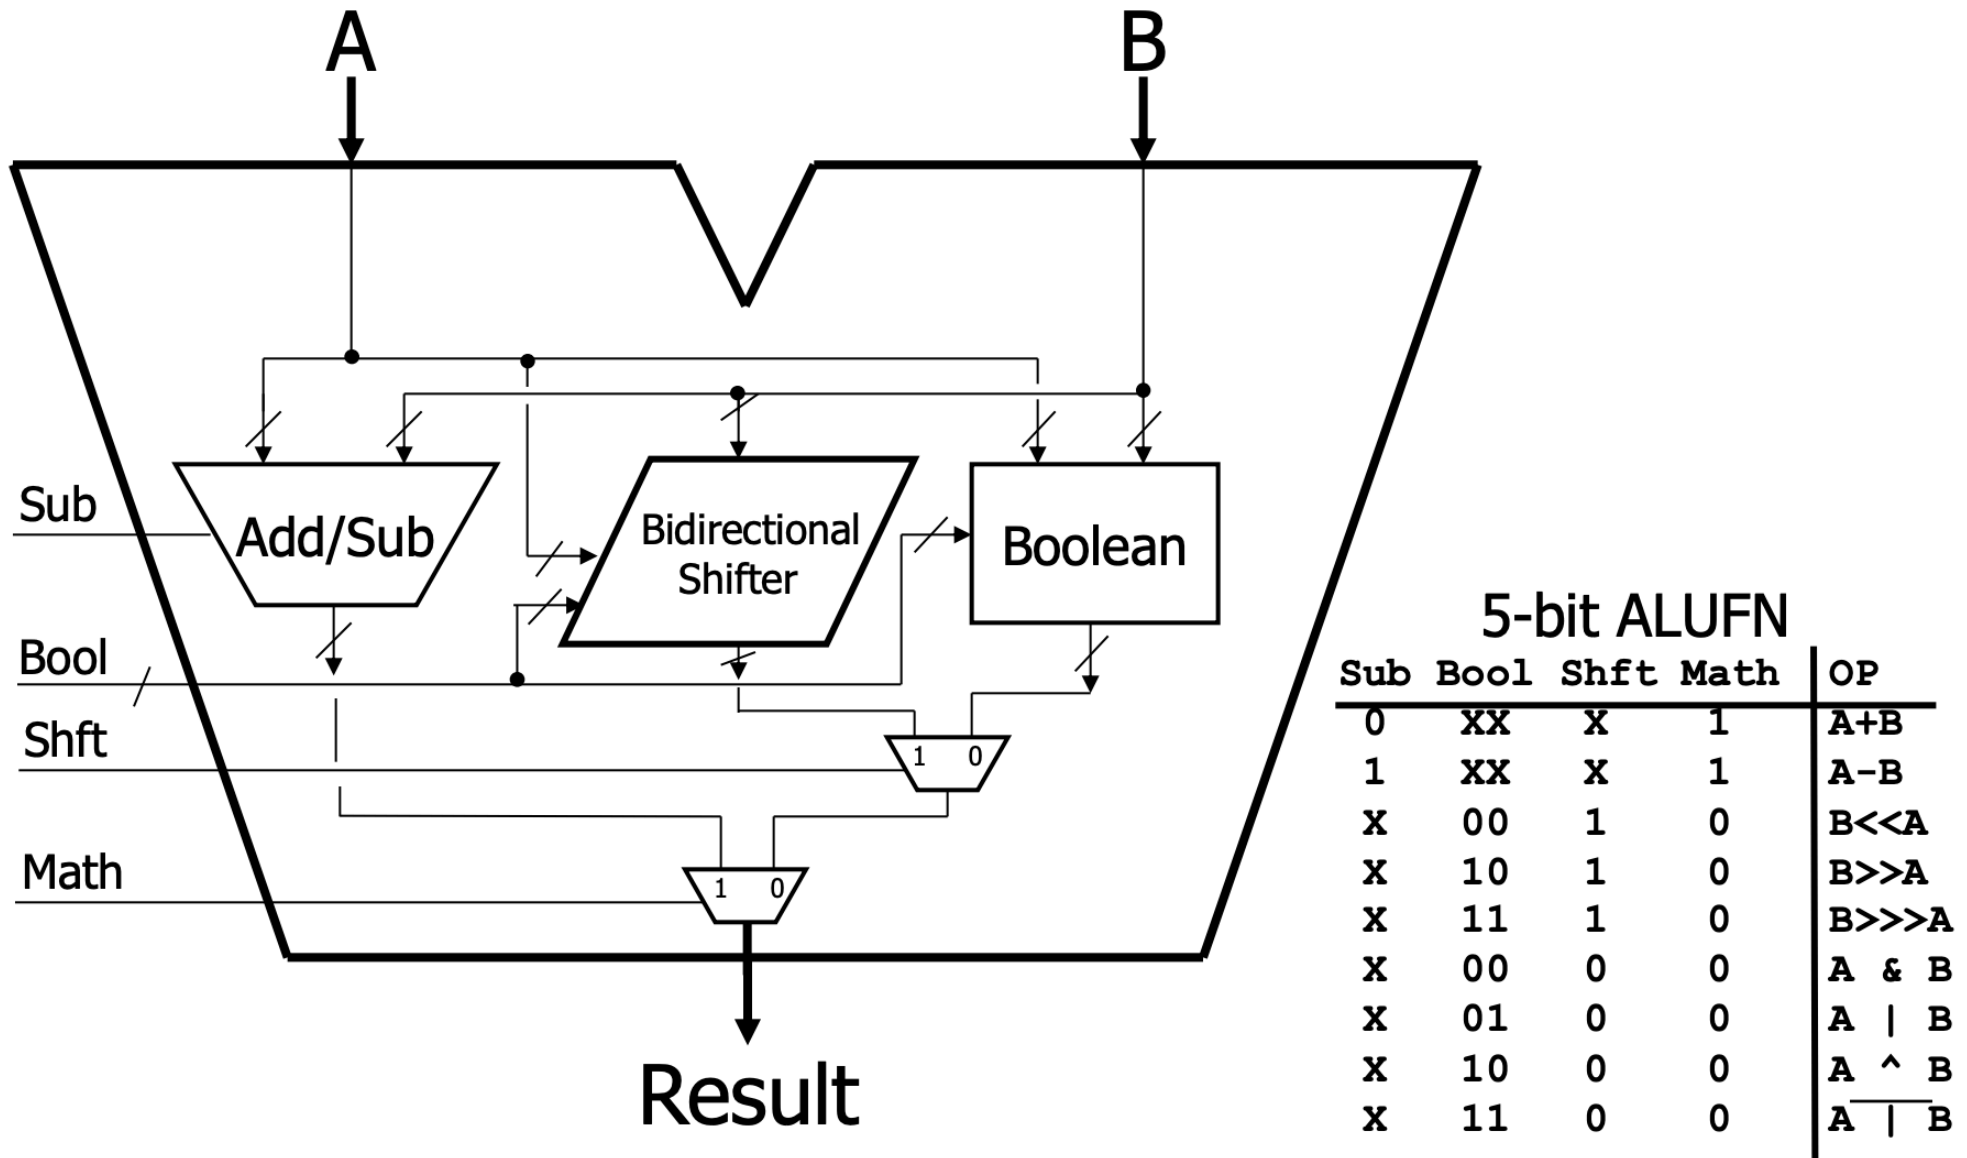 A
B
Sub
Add/Sub
Bidirectional
Shifter
Boolean
Bool
Shft
1 0
Math
1 0
Result
5-bit ALUFN
Sub Bool Shft Math OP
0 XX X 1 A+B
1 XX X 1 A-B
X 00 1 0 B<<A
X 10 1 0 B>>A
X 11 1 0 B>>>A
X 00 0 0 A & B
X 01 0 0 A | B
X 10 0 0 A ^ B
X 11 0 0 A | B